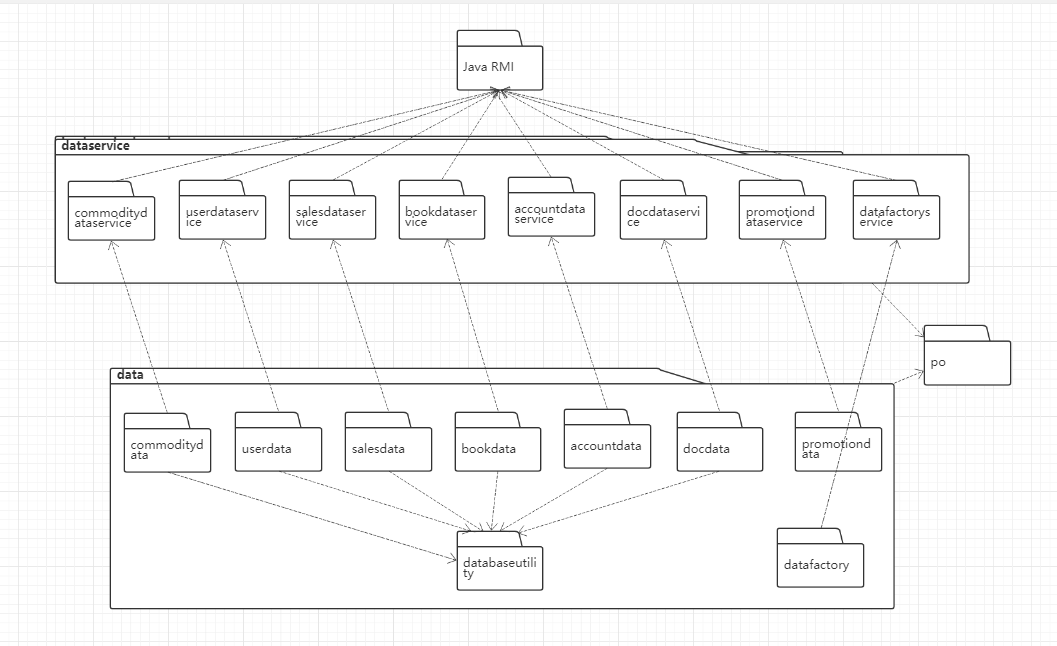 Java RMI
dataservice
commodityd
ataservice
userdataserv
ice
salesdataser
vice
bookdataser
vice
accountdata
service
docdataservi
ce
promotiond
ataservice
datafactorys
ervice
po
data
commodityd
ata
userdata
salesdata
bookdata
accountdata
docdata
promotiond
ata
databaseutili
ty
datafactory